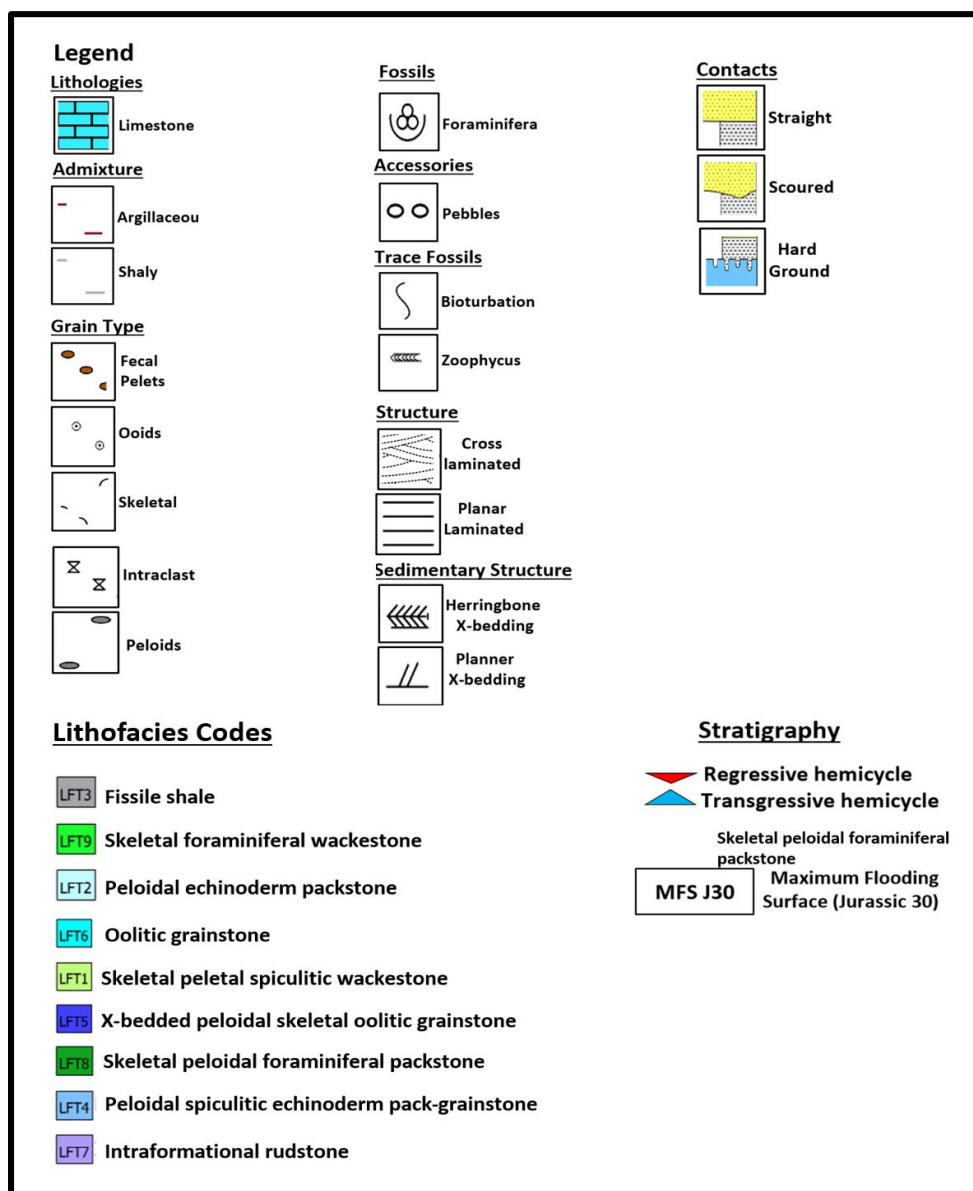 Legend
Lithologies
Limestone
Admixture
Argillaceou
Shaly
Grain Type
Fecal
Pelets
Ooids
Skeletal
Intraclast
Peloids
Fossils
Foraminifera
Accessories
Pebbles
Trace Fossils
Bioturbation
Zoophycus
Structure
Cross
laminated
Planar
Laminated
Sedimentary Structure
Herringbone
X-bedding
Planner
X-bedding
Contacts
Straight
Scoured
Hard
Ground
Lithofacies Codes
LFT3 Fissile shale
LFT9 Skeletal foraminiferal wackestone
LFT2 Peloidal echinoderm packstone
LFT6 Oolitic grainstone
LFT1 Skeletal peletal spiculitic wackestone
LFT5 X-bedded peloidal skeletal oolitic grainstone
LFT8 Skeletal peloidal foraminiferal packstone
LFT4 Peloidal spiculitic echinoderm pack-grainstone
LFT7 Intraformational rudstone
Stratigraphy
Regressive hemicycle
Transgressive hemicycle
Skeletal peloidal foraminiferal
packstone
MFS J30 Maximum Flooding
Surface (Jurassic 30)